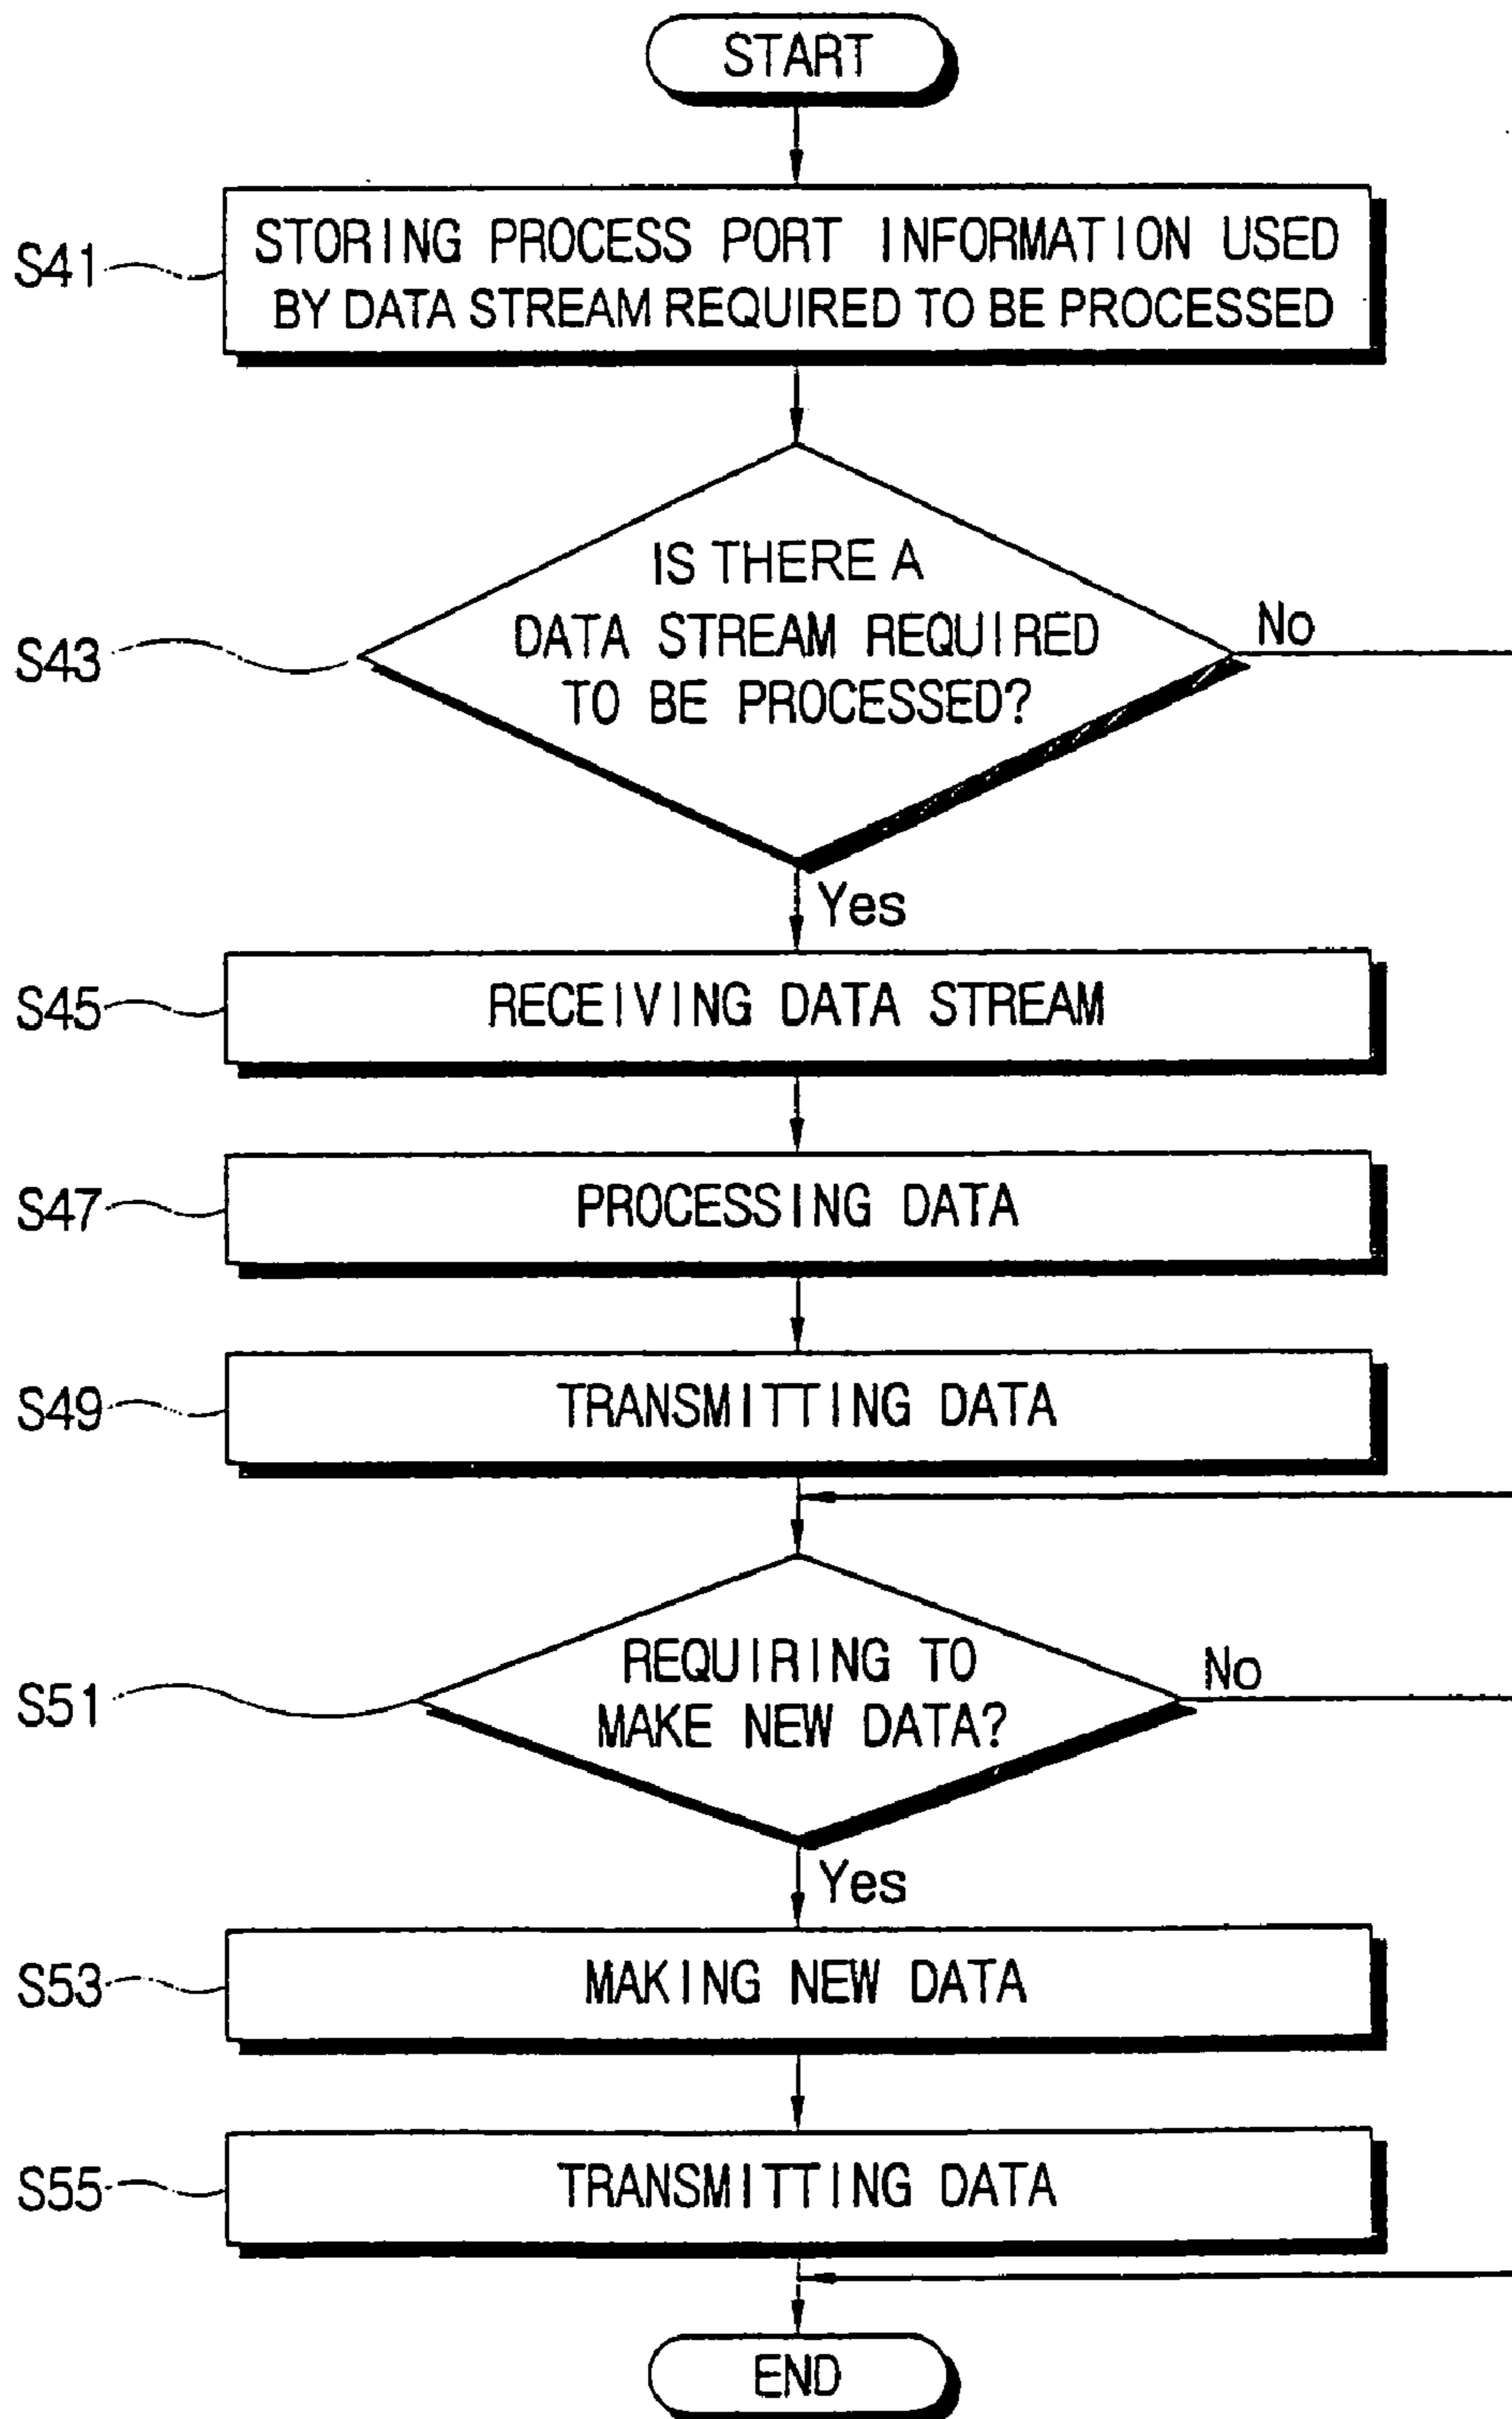 START
S41
STORING PROCESS PORT INFORMATION USED
BY DATA STREAM REQUIRED TO BE PROCESSED
S43
IS THERE A
DATA STREAM REQUIRED
TO BE PROCESSED?
No
Yes
S45
RECEIVING DATA STREAM
S47
PROCESSING DATA
S49
TRANSMITTING DATA
S51
REQUIRING TO
MAKE NEW DATA?
No
Yes
S53
MAKING NEW DATA
S55
TRANSMITTING DATA
END